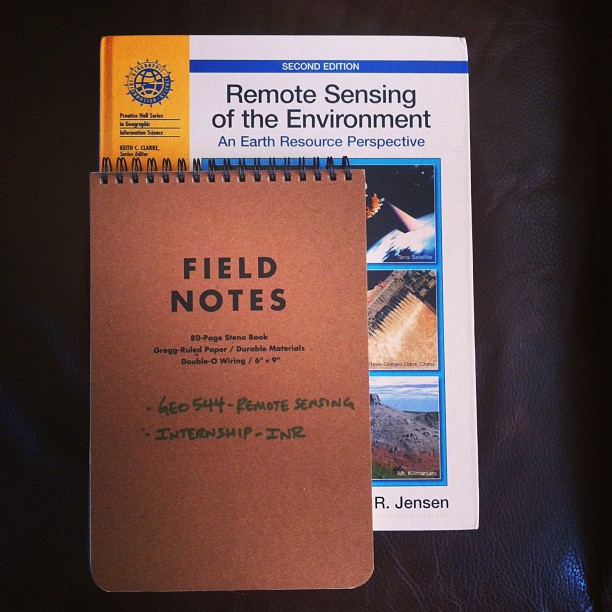 SECOND EDITION
Remote Sensing
of the Environment
An Earth Resource Perspective
Prentice Hall Series
in Geographic
Information Science
KEITH C. CLARKE,
Series Editor
Terra Satellite
Three Gorges Dam, China
Mt. Kilimanjaro
R. Jensen
FIELD
NOTES
80-Page Steno Book
Gregg-Ruled Paper / Durable Materials
Double-O Wiring / 6" × 9"
- GEO 544 - REMOTE SENSING
- INTERNSHIP - INR